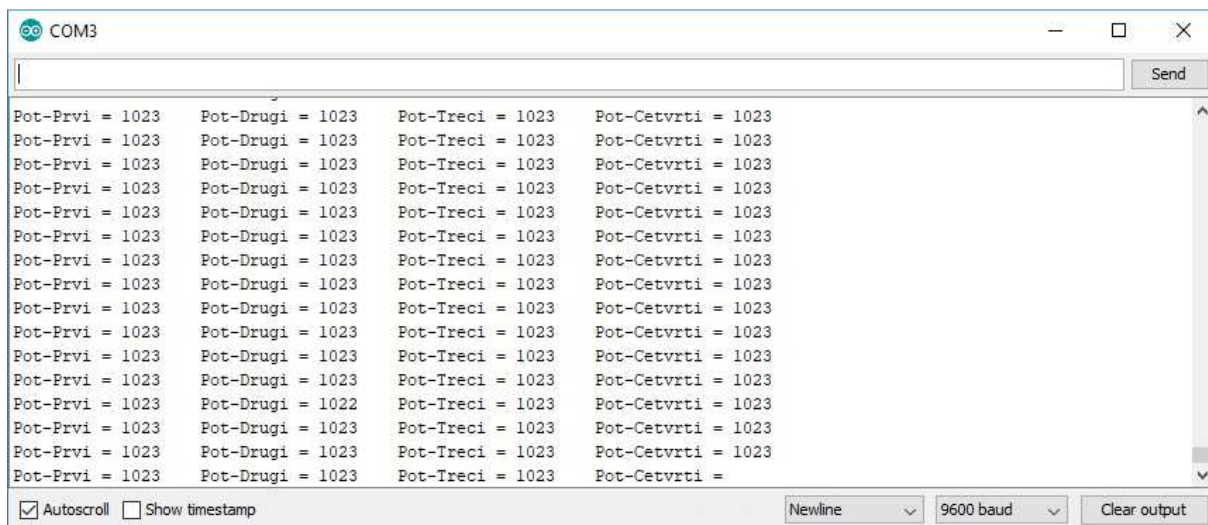 COM3
Send
Pot-Prvi = 1023 Pot-Drugi = 1023 Pot-Treci = 1023 Pot-Cetvrti = 1023
Pot-Prvi = 1023 Pot-Drugi = 1023 Pot-Treci = 1023 Pot-Cetvrti = 1023
Pot-Prvi = 1023 Pot-Drugi = 1023 Pot-Treci = 1023 Pot-Cetvrti = 1023
Pot-Prvi = 1023 Pot-Drugi = 1023 Pot-Treci = 1023 Pot-Cetvrti = 1023
Pot-Prvi = 1023 Pot-Drugi = 1023 Pot-Treci = 1023 Pot-Cetvrti = 1023
Pot-Prvi = 1023 Pot-Drugi = 1023 Pot-Treci = 1023 Pot-Cetvrti = 1023
Pot-Prvi = 1023 Pot-Drugi = 1023 Pot-Treci = 1023 Pot-Cetvrti = 1023
Pot-Prvi = 1023 Pot-Drugi = 1023 Pot-Treci = 1023 Pot-Cetvrti = 1023
Pot-Prvi = 1023 Pot-Drugi = 1023 Pot-Treci = 1023 Pot-Cetvrti = 1023
Pot-Prvi = 1023 Pot-Drugi = 1023 Pot-Treci = 1023 Pot-Cetvrti = 1023
Pot-Prvi = 1023 Pot-Drugi = 1023 Pot-Treci = 1023 Pot-Cetvrti = 1023
Pot-Prvi = 1023 Pot-Drugi = 1023 Pot-Treci = 1023 Pot-Cetvrti = 1023
Pot-Prvi = 1023 Pot-Drugi = 1022 Pot-Treci = 1023 Pot-Cetvrti = 1023
Pot-Prvi = 1023 Pot-Drugi = 1023 Pot-Treci = 1023 Pot-Cetvrti = 1023
Pot-Prvi = 1023 Pot-Drugi = 1023 Pot-Treci = 1023 Pot-Cetvrti = 1023
Pot-Prvi = 1023 Pot-Drugi = 1023 Pot-Treci = 1023 Pot-Cetvrti =
Autoscroll Show timestamp Newline 9600 baud Clear output